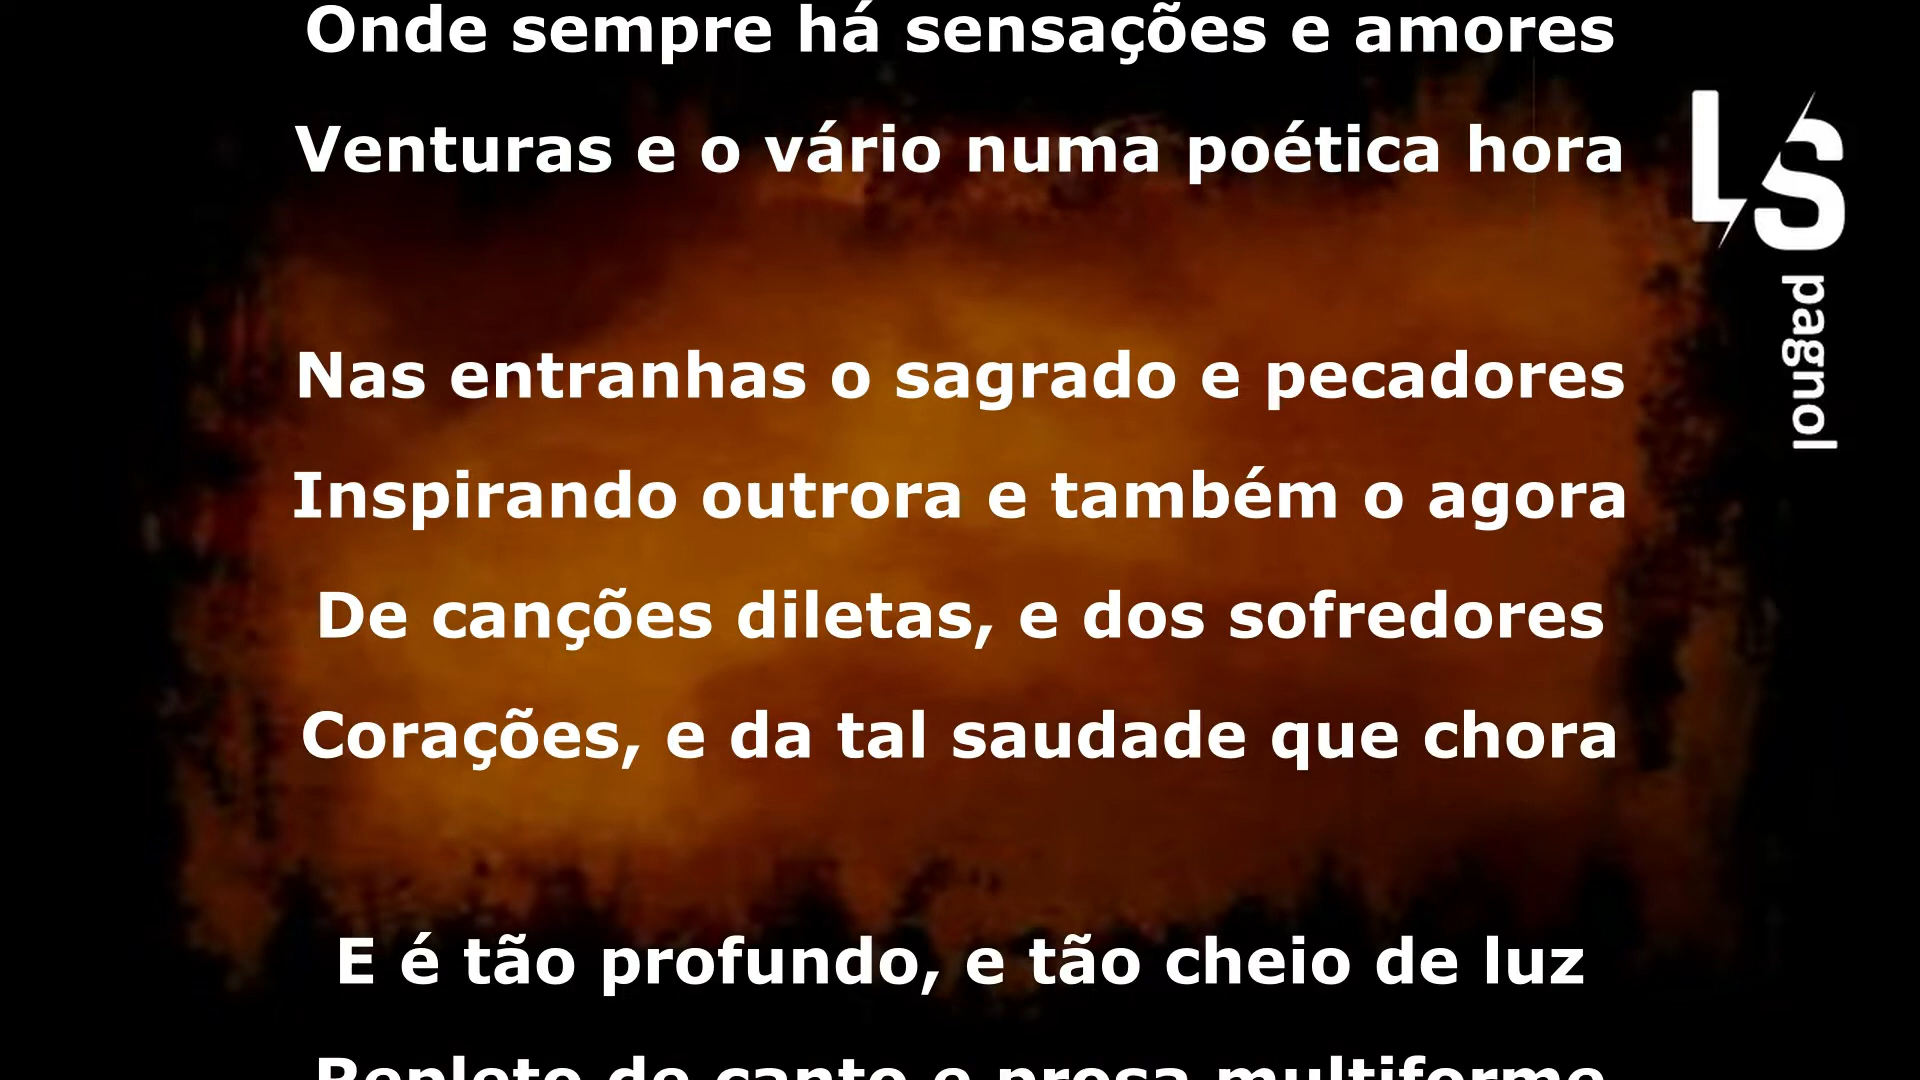 Onde sempre há sensações e amores
Venturas e o vário numa poética hora
Nas entranhas o sagrado e pecadores
Inspirando outrora e também o agora
De canções diletas, e dos sofredores
Corações, e da tal saudade que chora
E é tão profundo, e tão cheio de luz
Repleto de canto e prosa multiforme
LS
pagnol